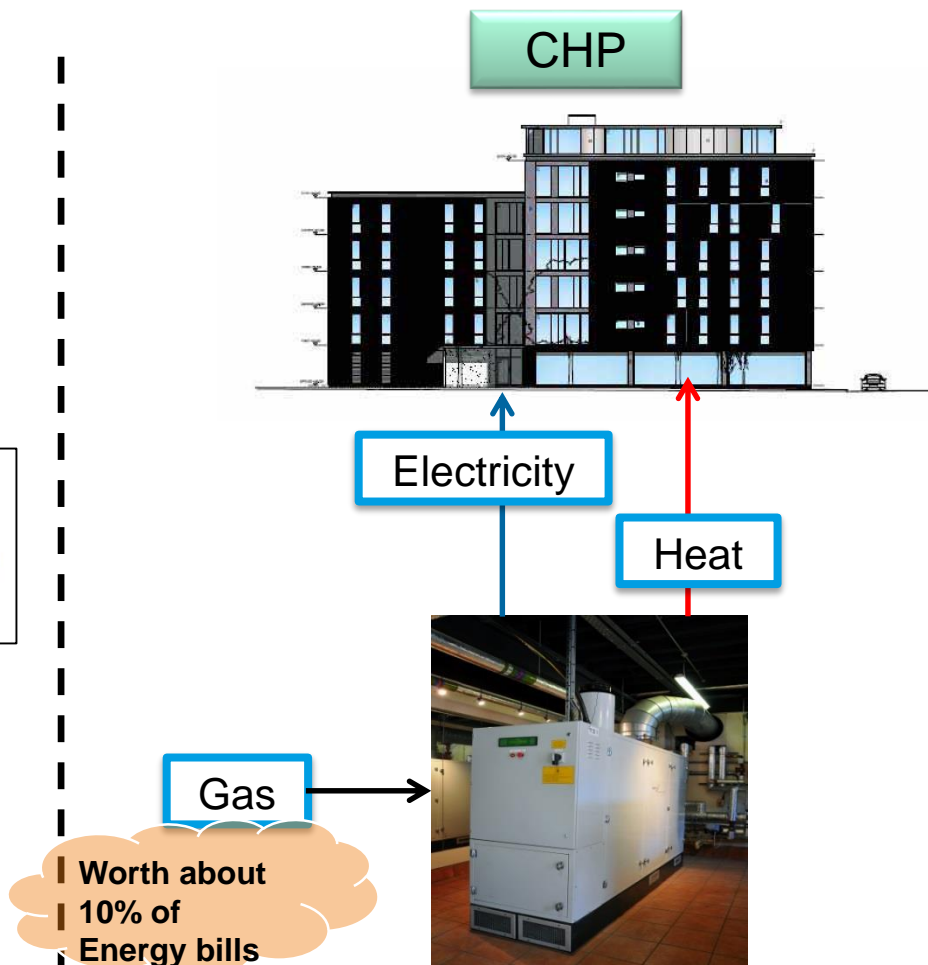 CHP
Electricity
Heat
Gas
Worth about
10% of
Energy bills